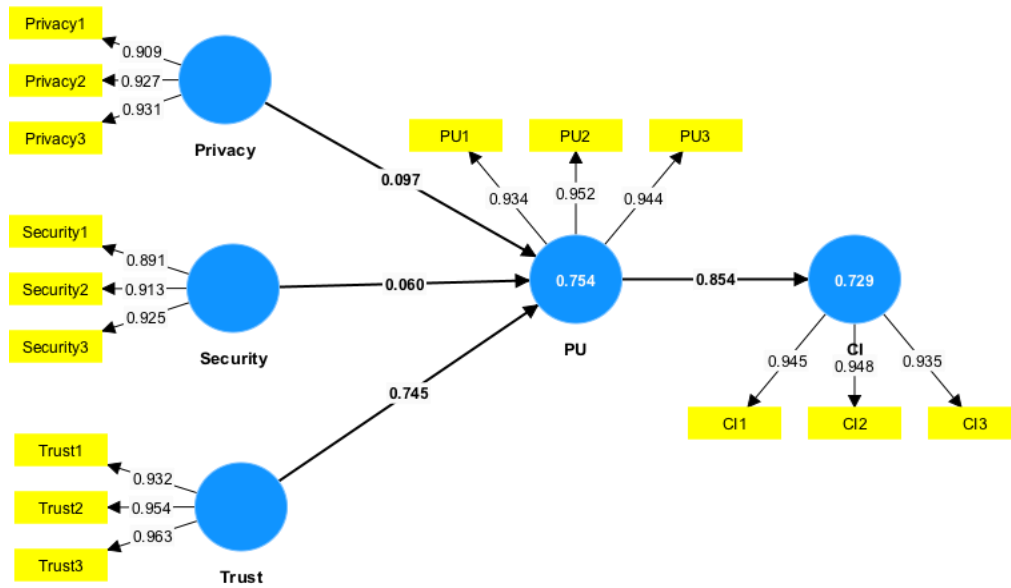 Privacy1
0.909
Privacy2
0.927
Privacy3
0.931
Privacy
0.097
Security1
0.891
Security2
0.913
Security3
0.925
Security
0.060
Trust1
0.932
Trust2
0.954
Trust3
0.963
Trust
0.745
PU1
PU2
PU3
0.934
0.952
0.944
0.754
PU
0.854
0.729
CI
0.945
0.948
0.935
CI1
CI2
CI3